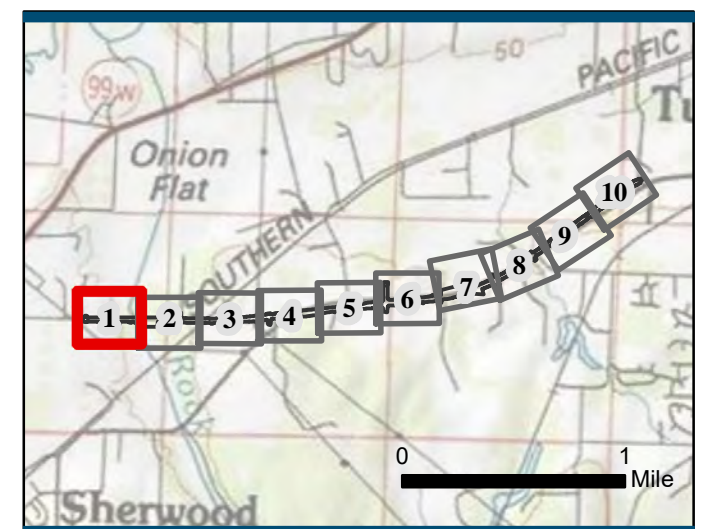 50
PACIFIC
99W
Tu
Onion
Flat
SOUTHERN
10
9
8
7
6
5
4
3
2
1
Rock
0 1
Mile
Sherwood